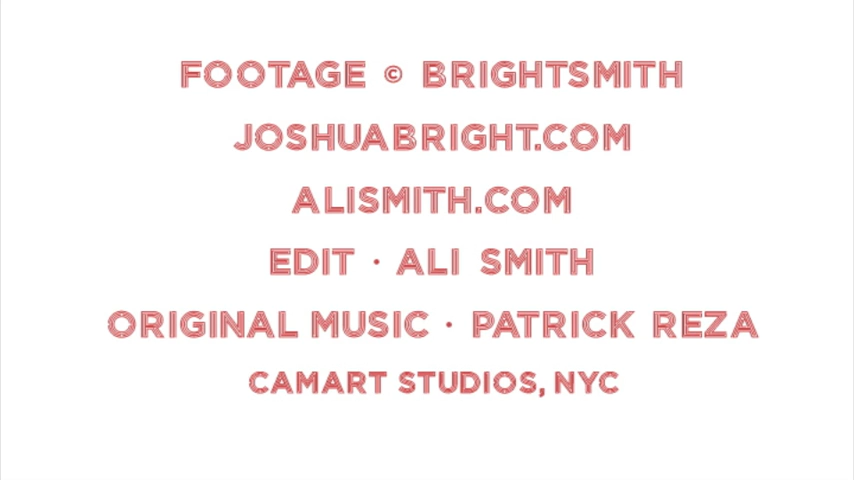 FOOTAGE © BRIGHTSMITH
JOSHUABRIGHT.COM
ALISMITH.COM
EDIT · ALI SMITH
ORIGINAL MUSIC · PATRICK REZA
CAMART STUDIOS, NYC